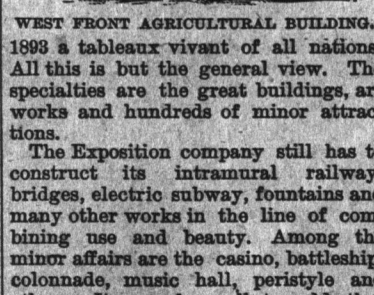 WEST FRONT AGRICULTURAL BUILDING.
1893 a tableaux vivant of all nations
All this is but the general view. Th
specialties are the great buildings, ar
works and hundreds of minor attrac
tions.
The Exposition company still has t
construct its intramural railway
bridges, electric subway, fountains and
many other works in the line of com
bining use and beauty. Among th
minor affairs are the casino, battleship
colonnade, music hall, peristyle an